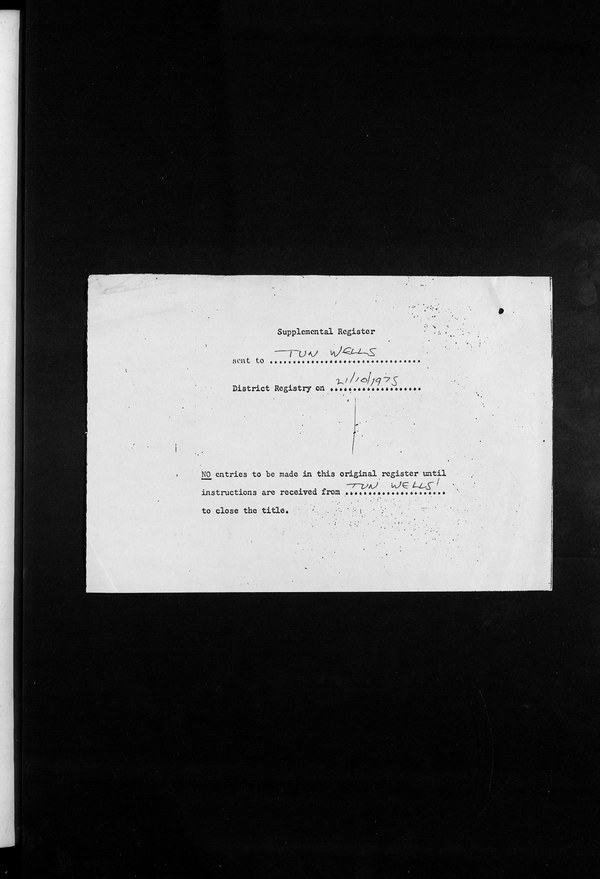 Supplemental Register
sent to TUN WELLS
District Registry on 21/10/1975
NO entries to be made in this original register until
instructions are received from TUN WELLS
to close the title.